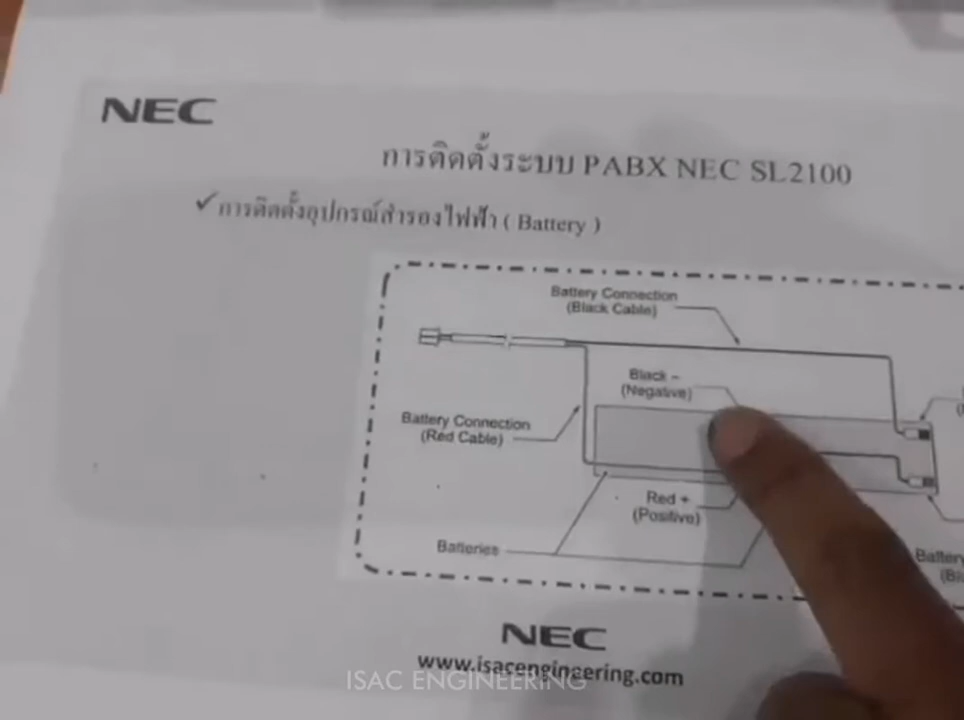 NEC
การติดตั้งระบบ PABX NEC SL2100
✓ การติดตั้งอุปกรณ์สำรองไฟฟ้า ( Battery )
Battery Connection
(Black Cable)
Black –
(Negative)
Battery Connection
(Red Cable)
Red +
(Positive)
Batteries
Battery
NEC
www.isacengineering.com
ISAC ENGINEERING